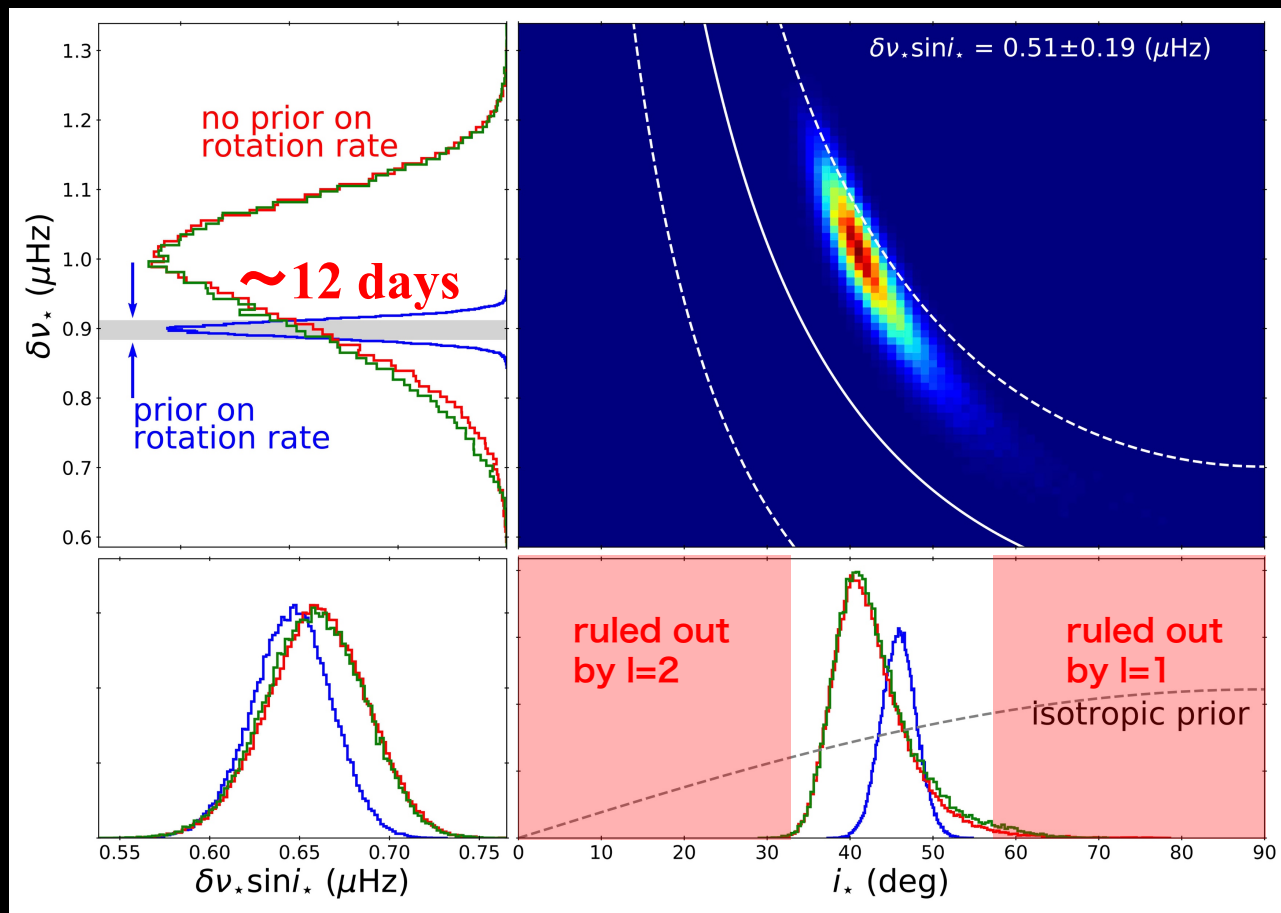 1.3
1.2
1.1
1.0
0.9
0.8
0.7
0.6
δν⋆ (μHz)
no prior on
rotation rate
~12 days
prior on
rotation rate
δν⋆sini⋆ = 0.51±0.19 (μHz)
ruled out
by l=2
ruled out
by l=1
isotropic prior
0.55 0.60 0.65 0.70 0.75
δν⋆sini⋆ (μHz)
0 10 20 30 40 50 60 70 80 90
i⋆ (deg)